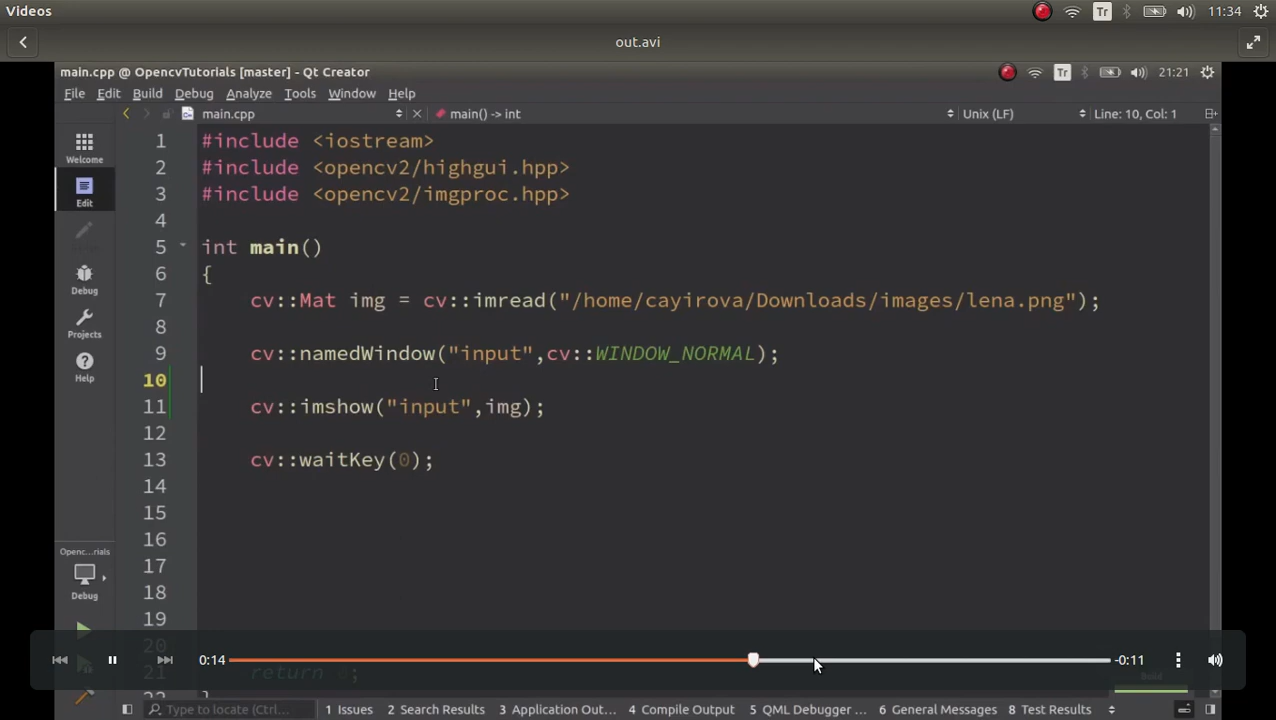 Videos Tr 11:34
out.avi
main.cpp @ OpencvTutorials [master] - Qt Creator Tr 21:21
File Edit Build Debug Analyze Tools Window Help
main.cpp main() -> int Unix (LF) Line: 10, Col: 1
Welcome
Edit
Debug
Projects
Help
Openc...rials
Debug
1 #include <iostream>
2 #include <opencv2/highgui.hpp>
3 #include <opencv2/imgproc.hpp>
4
5 int main()
6 {
7 cv::Mat img = cv::imread("/home/cayirova/Downloads/images/lena.png");
8
9 cv::namedWindow("input",cv::WINDOW_NORMAL);
10
11 cv::imshow("input",img);
12
13 cv::waitKey(0);
14
15
16
17
18
19
20
0:14 -0:11
21 return ;
22 }
Build
Type to locate (Ctrl... 1 Issues 2 Search Results 3 Application Out... 4 Compile Output 5 QML Debugger ... 6 General Messages 8 Test Results